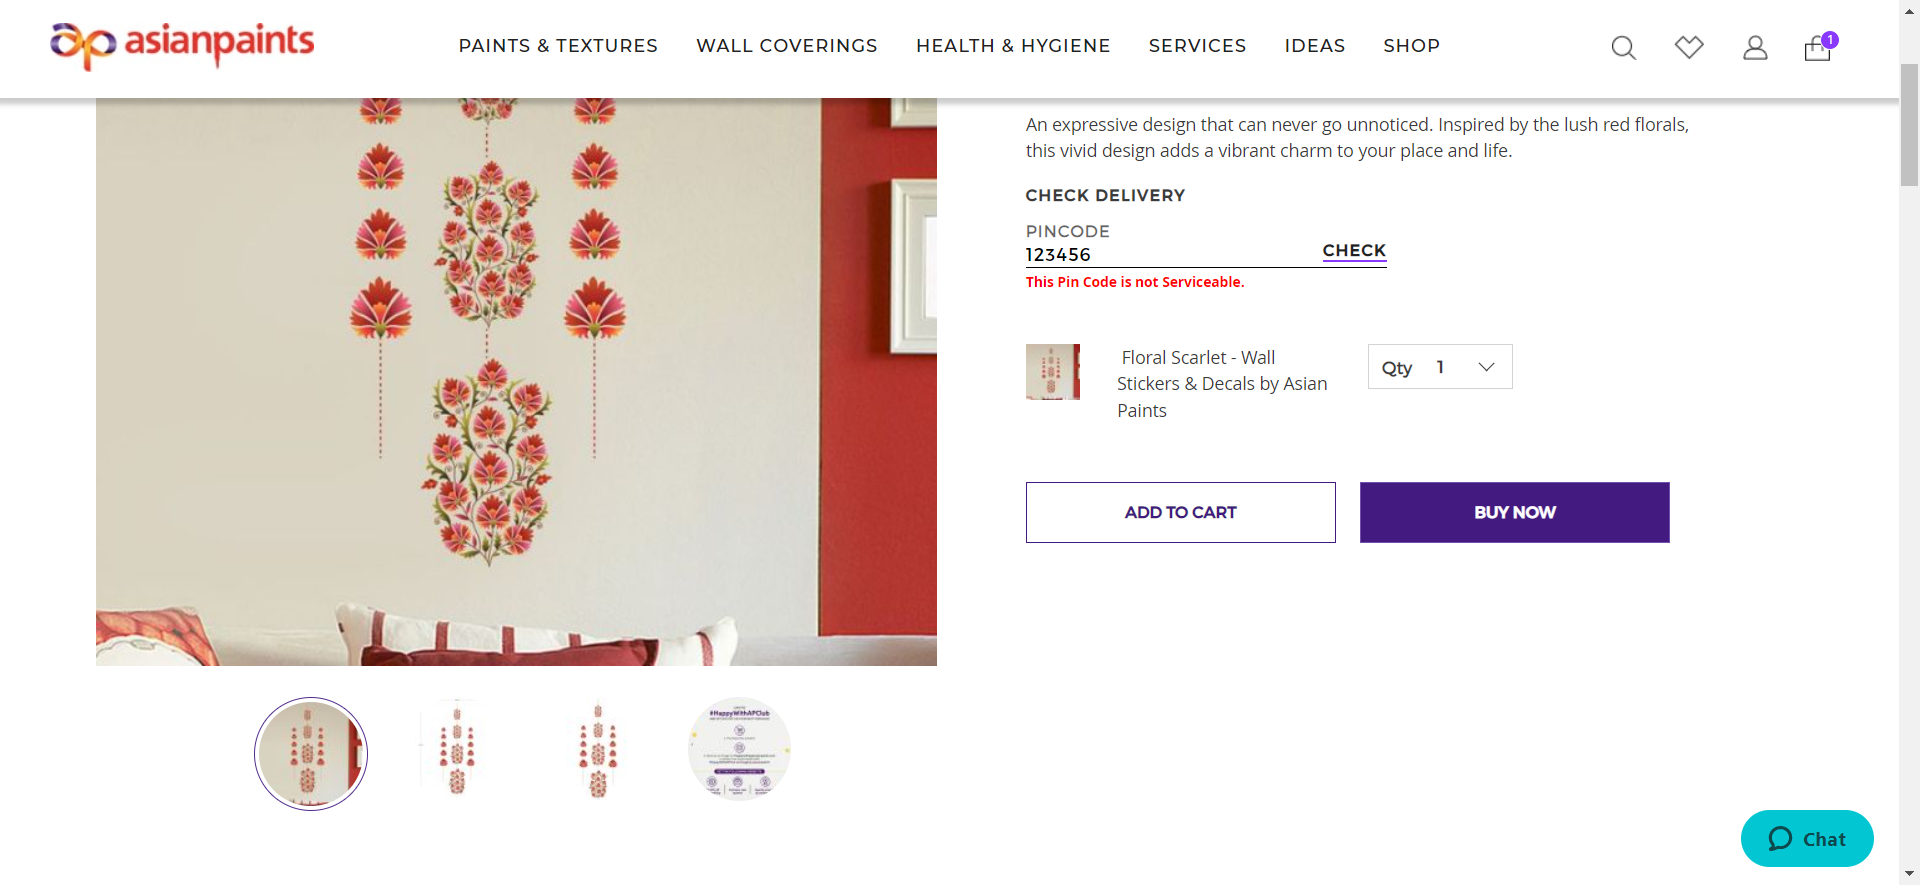 asianpaints
PAINTS & TEXTURES
WALL COVERINGS
HEALTH & HYGIENE
SERVICES
IDEAS
SHOP
1
An expressive design that can never go unnoticed. Inspired by the lush red florals,
this vivid design adds a vibrant charm to your place and life.
CHECK DELIVERY
PINCODE
123456
CHECK
This Pin Code is not Serviceable.
Floral Scarlet - Wall
Stickers & Decals by Asian
Paints
Qty 1
ADD TO CART
BUY NOW
#HappyWithAPClub
Chat